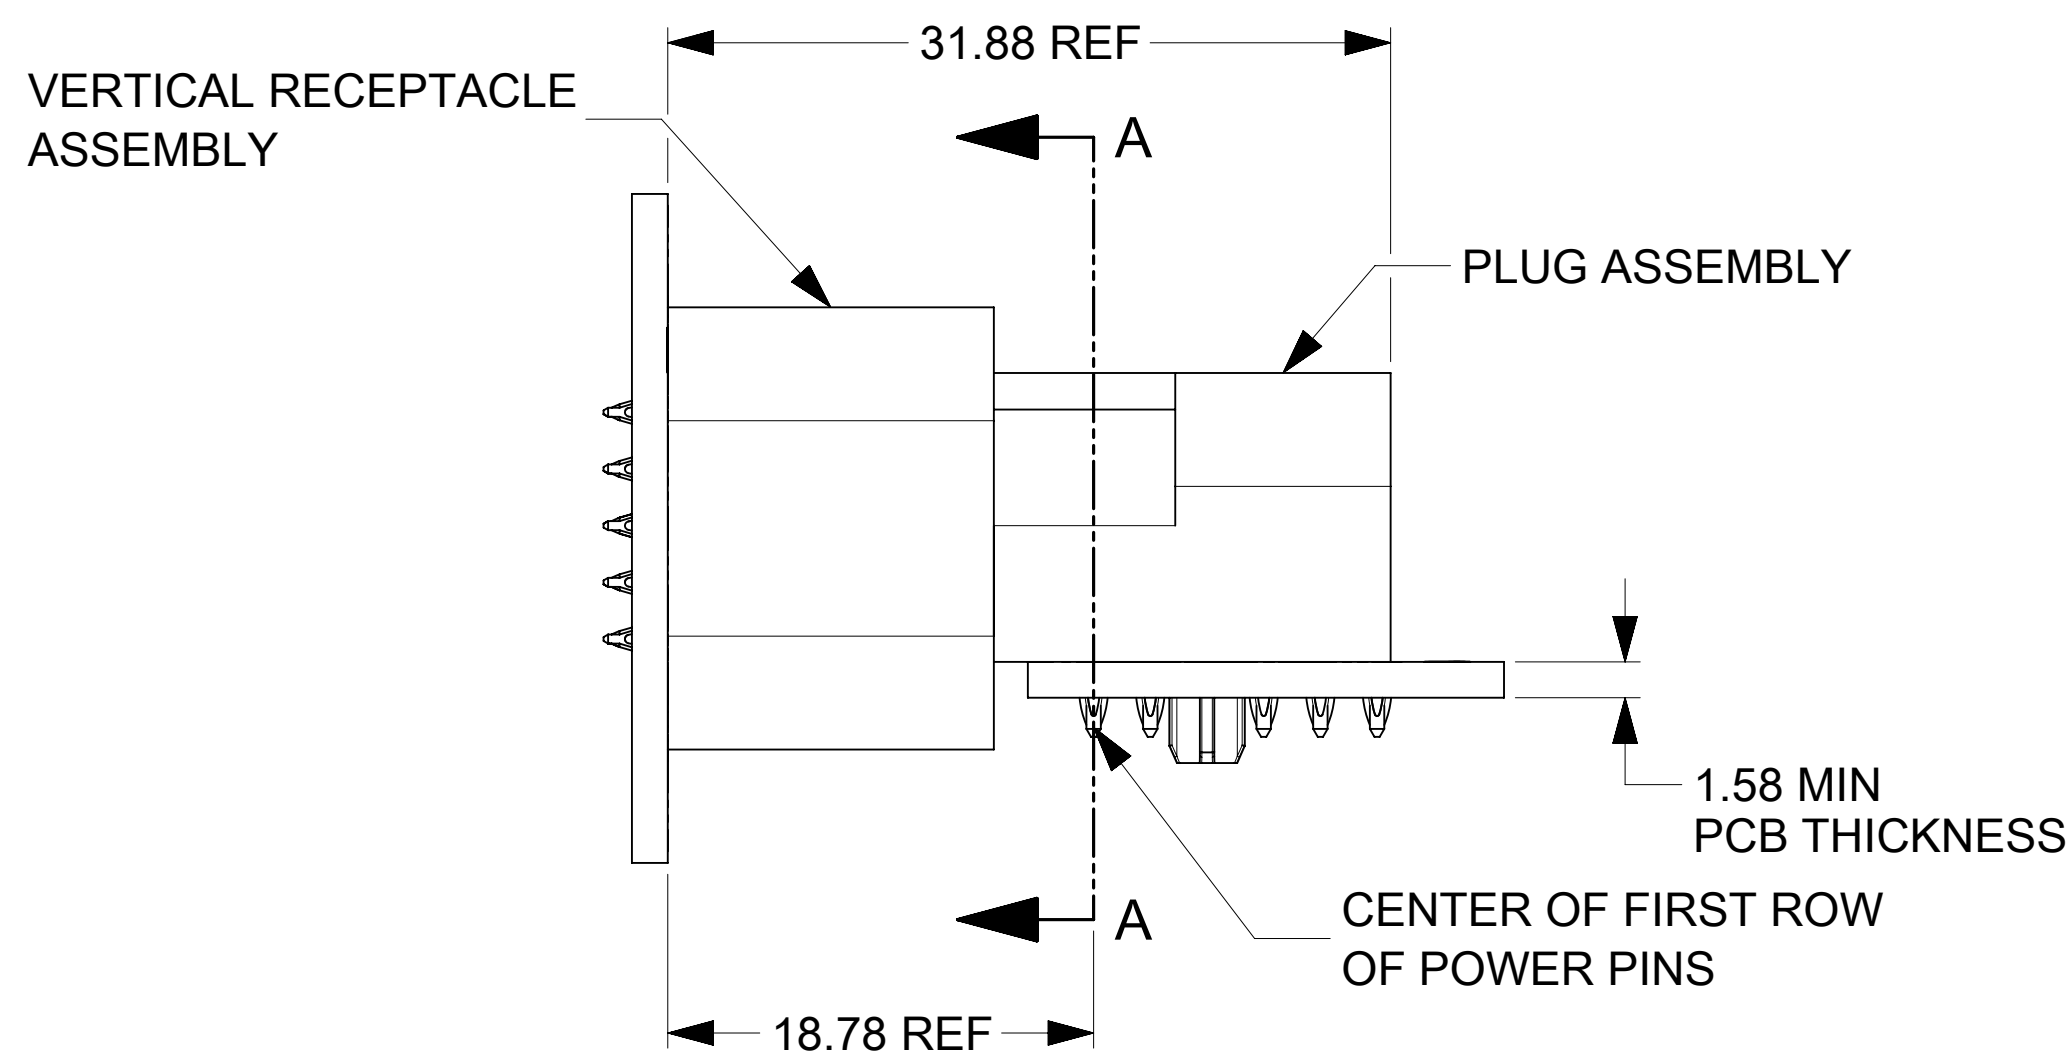 31.88 REF
VERTICAL RECEPTACLE
ASSEMBLY
A
PLUG ASSEMBLY
1.58 MIN
PCB THICKNESS
CENTER OF FIRST ROW
OF POWER PINS
A
18.78 REF